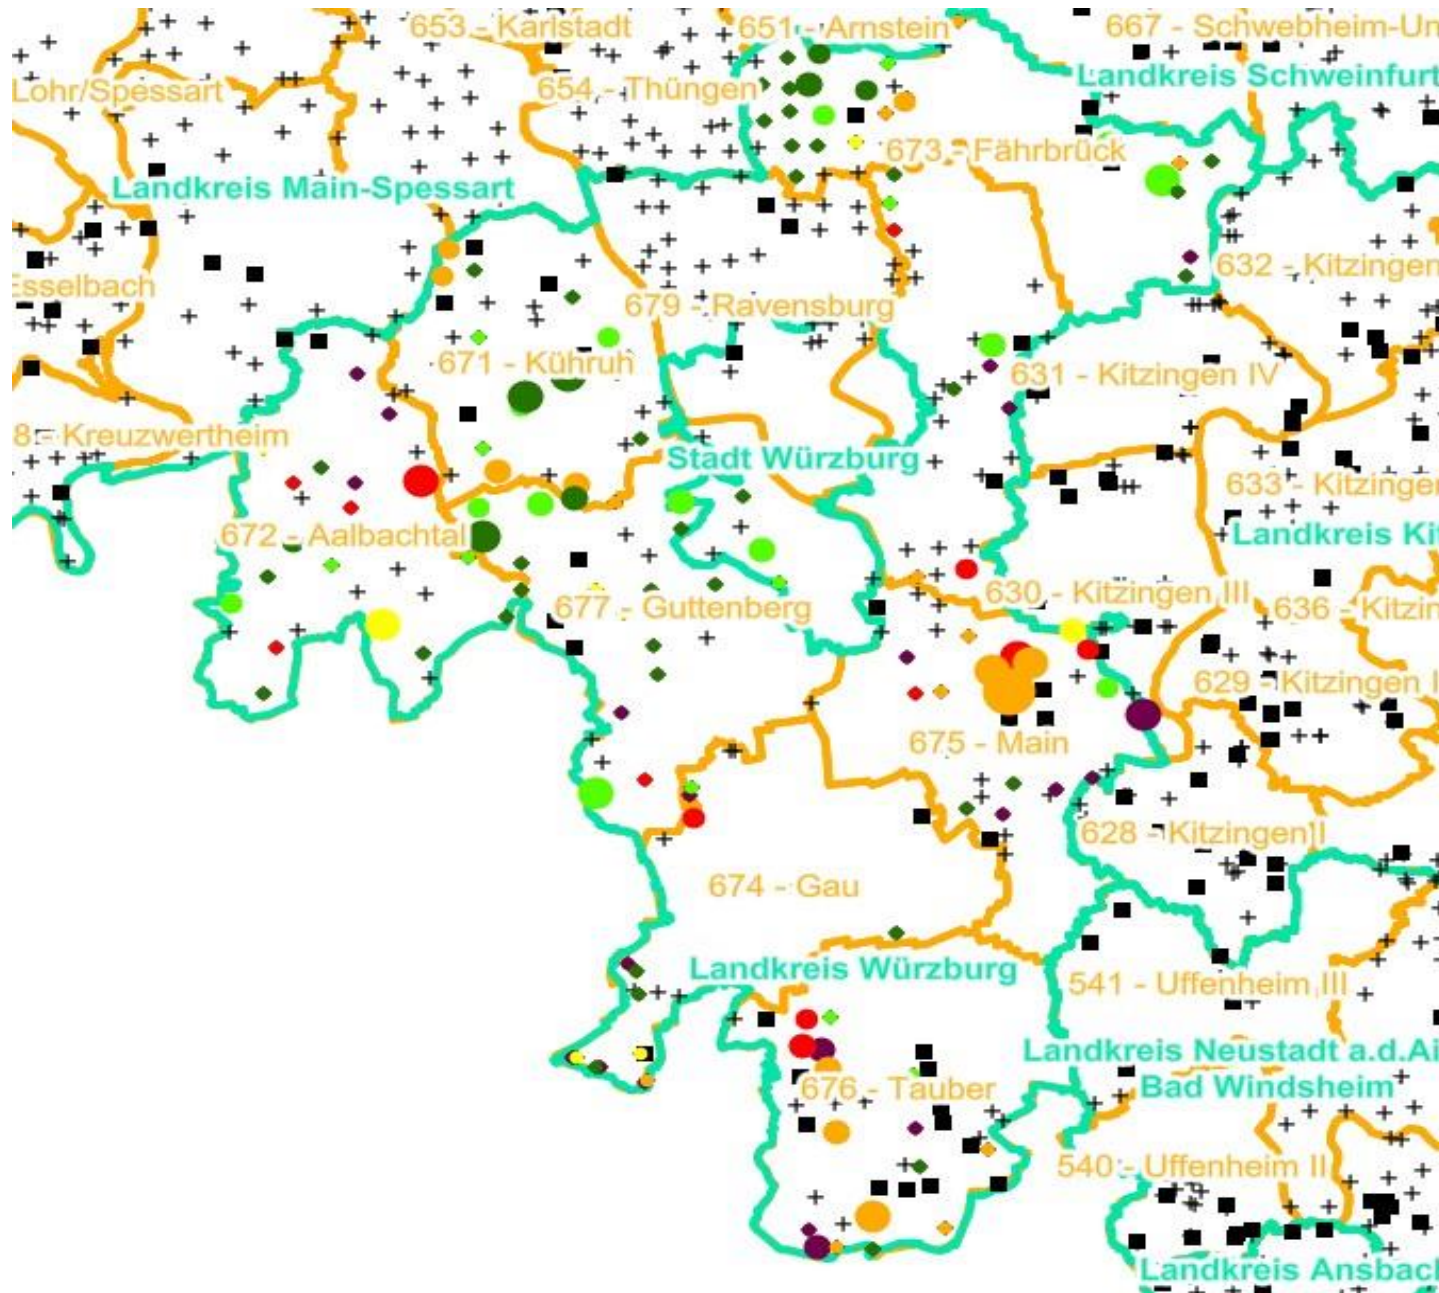 653 - Karlstadt
651 - Arnstein
667 - Schwebheim-Un
Landkreis Schweinfurt
Lohr/Spessart
654 - Thüngen
673 - Fährbrück
Landkreis Main-Spessart
632 - Kitzingen
Esselbach
679 - Ravensburg
671 - Kühruh
631 - Kitzingen IV
8 - Kreuzwertheim
Stadt Würzburg
633 - Kitzingen
672 - Aalbachtal
Landkreis Kit
630 - Kitzingen III
677 - Guttenberg
636 - Kitzin
629 - Kitzingen I
675 - Main
628 - Kitzingen II
674 - Gau
Landkreis Würzburg
541 - Uffenheim III
Landkreis Neustadt a.d.Ai
Bad Windsheim
676 - Tauber
540 - Uffenheim II
Landkreis Ansbach